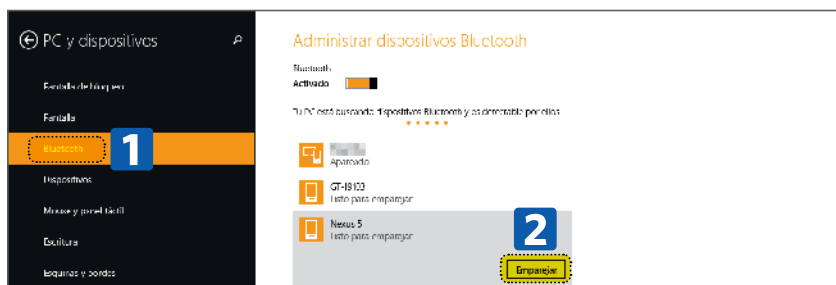 PC y dispositivos
Pantalla de bloqueo
Pantalla
Bluetooth
1
Dispositivos
Mouse y panel táctil
Escritura
Esquinas y bordes
Administrar dispositivos Bluetooth
Bluetooth
Activado
Tu PC está buscando dispositivos Bluetooth y es detectable por ellos
Apareado
GT-I9103
Listo para emparejar
Nexus 5
Listo para emparejar
2
Emparejar